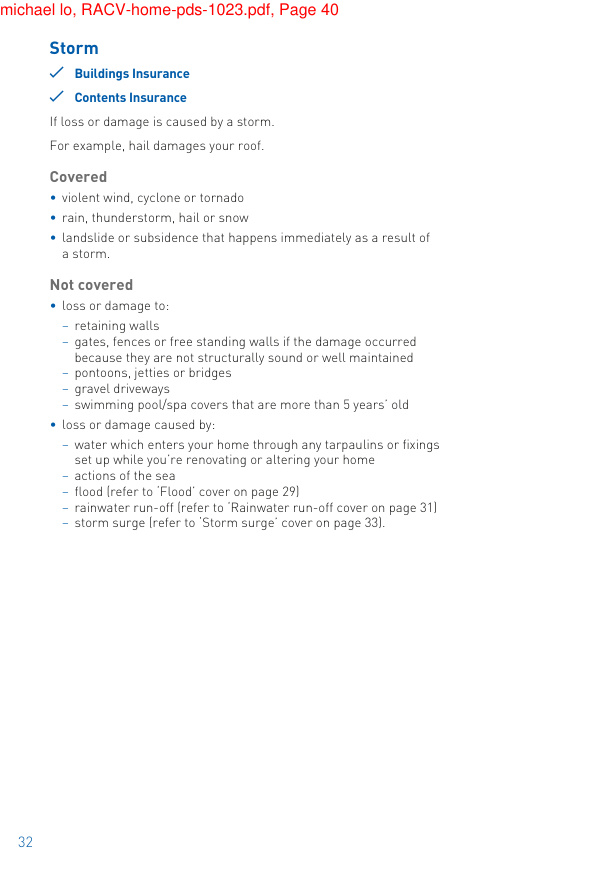 michael lo, RACV-home-pds-1023.pdf, Page 40
Storm
✓ Buildings Insurance
✓ Contents Insurance
If loss or damage is caused by a storm.
For example, hail damages your roof.
Covered
• violent wind, cyclone or tornado
• rain, thunderstorm, hail or snow
• landslide or subsidence that happens immediately as a result of
a storm.
Not covered
• loss or damage to:
– retaining walls
– gates, fences or free standing walls if the damage occurred
because they are not structurally sound or well maintained
– pontoons, jetties or bridges
– gravel driveways
– swimming pool/spa covers that are more than 5 years’ old
• loss or damage caused by:
– water which enters your home through any tarpaulins or fixings
set up while you’re renovating or altering your home
– actions of the sea
– flood (refer to ‘Flood’ cover on page 29)
– rainwater run-off (refer to ‘Rainwater run-off cover on page 31)
– storm surge (refer to ‘Storm surge’ cover on page 33).
32